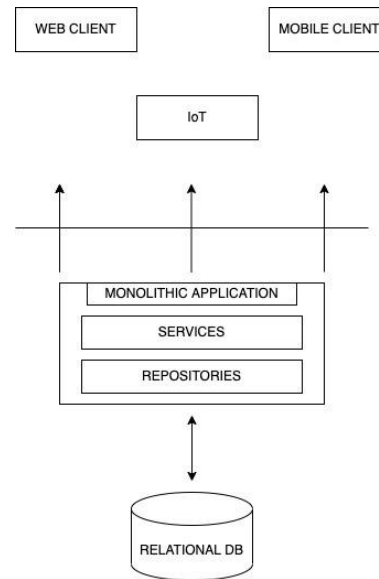 WEB CLIENT
MOBILE CLIENT
IoT
MONOLITHIC APPLICATION
SERVICES
REPOSITORIES
RELATIONAL DB